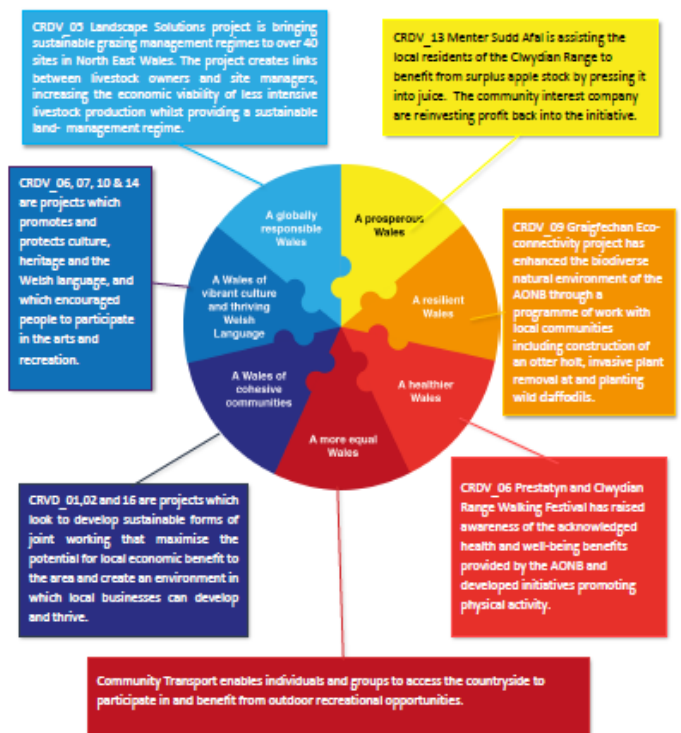 CRDV_05 Landscape Solutions project is bringing
sustainable grazing management regimes to over 40
sites in North East Wales. The project creates links
between livestock owners and site managers,
increasing the economic viability of less intensive
livestock production whilst providing a sustainable
land- management regime.
CRDV_13 Menter Sudd Afal is assisting the
local residents of the Clwydian Range to
benefit from surplus apple stock by pressing it
into juice. The community interest company
are reinvesting profit back into the initiative.
CRDV_06, 07, 10 & 14
are projects which
promotes and
protects culture,
heritage and the
Welsh language, and
which encouraged
people to participate
in the arts and
recreation.
A globally
responsible
Wales
A prosperous
Wales
A Wales of
vibrant culture
and thriving
Welsh
Language
A resilient
Wales
A Wales of
cohesive
communities
A healthier
Wales
A more equal
Wales
CRDV_09 Graigfechan Eco-
connectivity project has
enhanced the biodiverse
natural environment of the
AONB through a
programme of work with
local communities
including construction of
an otter holt, invasive plant
removal at and planting
wild daffodils.
CRVD_01,02 and 16 are projects which
look to develop sustainable forms of
joint working that maximise the
potential for local economic benefit to
the area and create an environment in
which local businesses can develop
and thrive.
CRDV_06 Prestatyn and Clwydian
Range Walking Festival has raised
awareness of the acknowledged
health and well-being benefits
provided by the AONB and
developed initiatives promoting
physical activity.
Community Transport enables individuals and groups to access the countryside to
participate in and benefit from outdoor recreational opportunities.